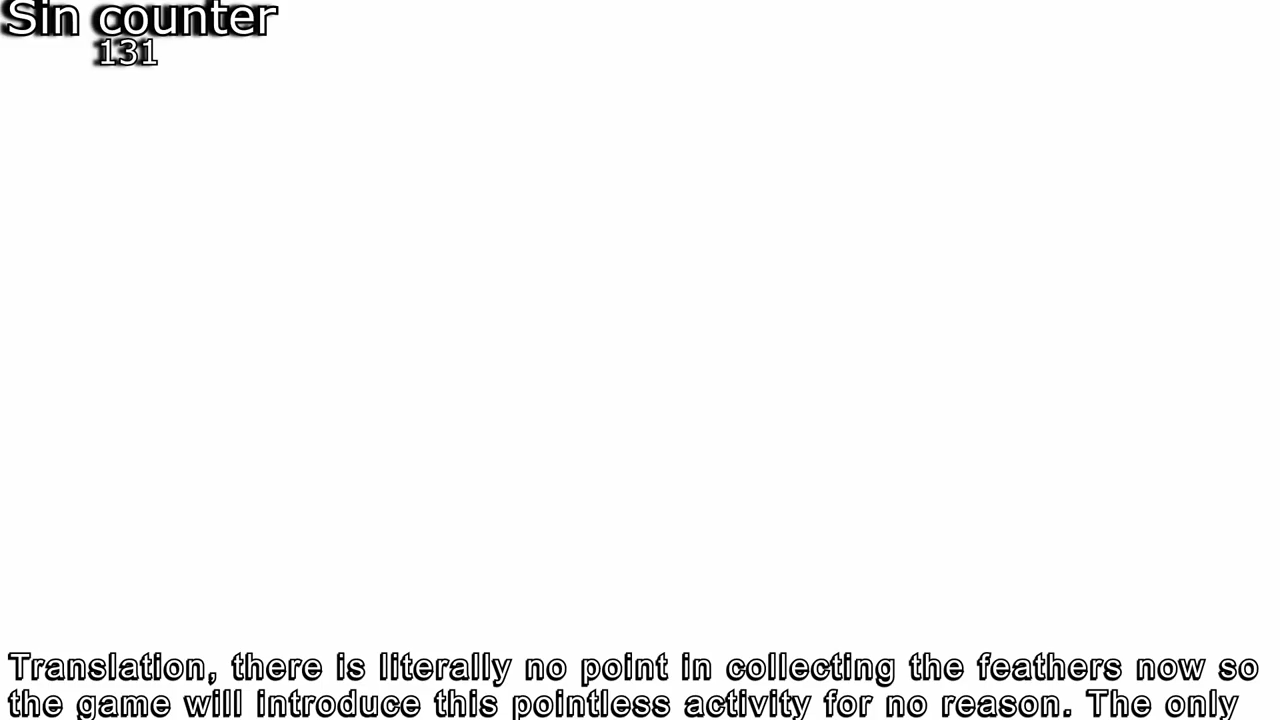 Sin counter
131
Translation, there is literally no point in collecting the feathers now so
the game will introduce this pointless activity for no reason. The only